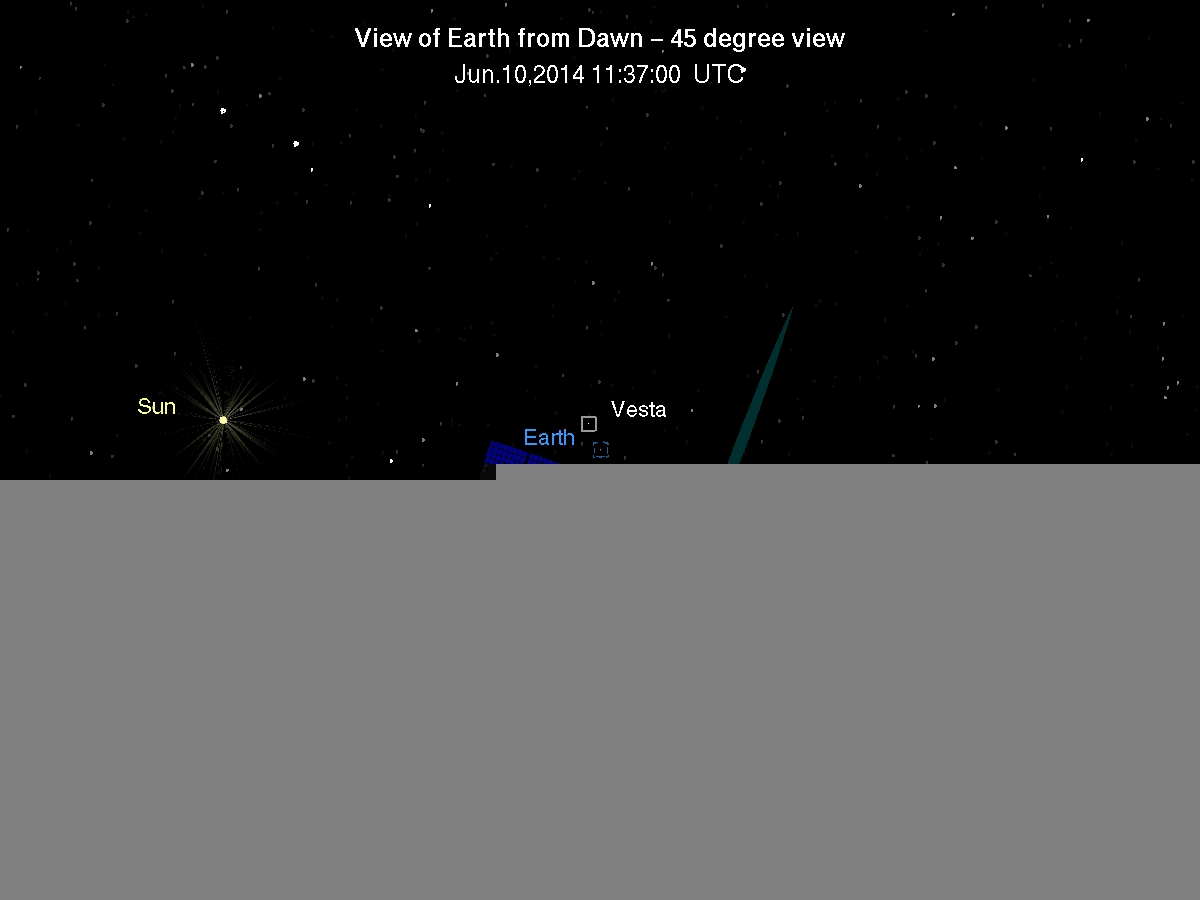 View of Earth from Dawn – 45 degree view
Jun.10,2014 11:37:00 UTC
Sun
Vesta
Earth